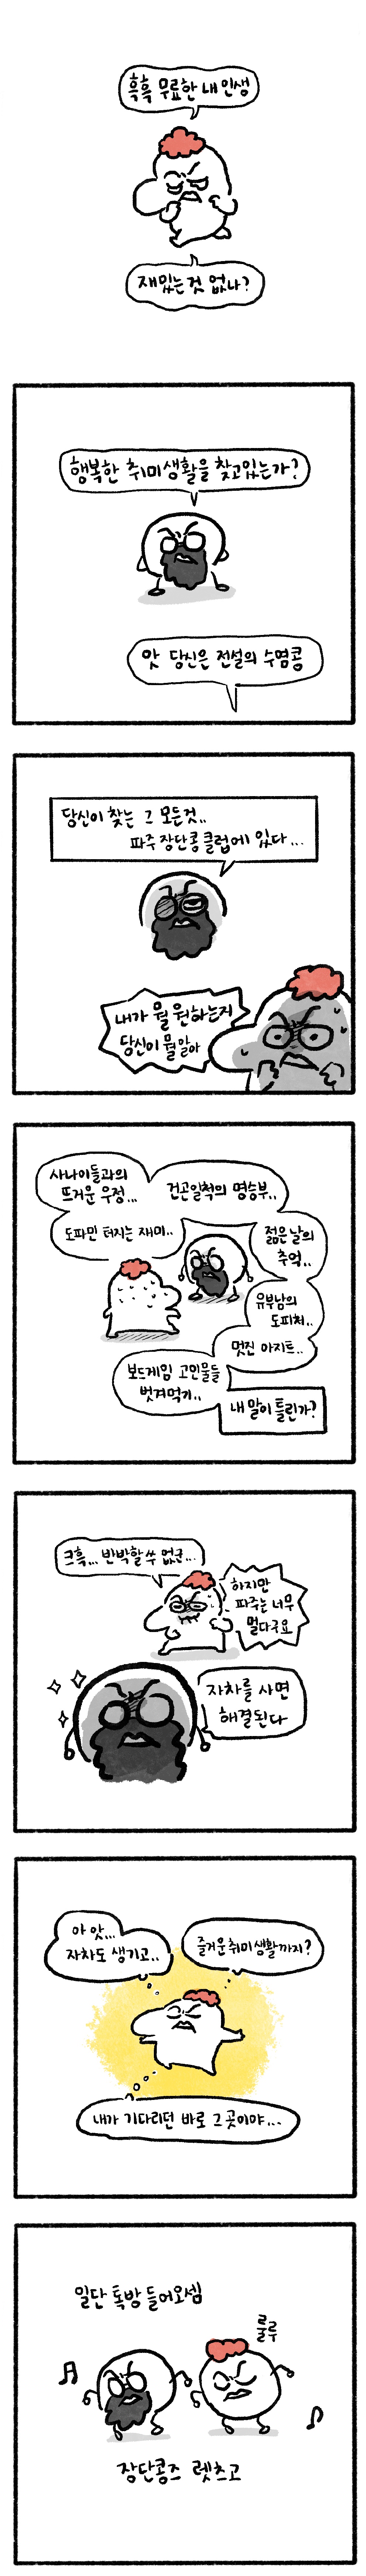 흑흑 무료한 내 인생
재밌는 것 없나?
행복한 취미생활을 찾고있는가?
앗 당신은 전설의 수염콩
당신이 찾는 그 모든것..
파주 장단콩 클럽에 있다...
내가 뭘 원하는지
당신이 뭘 알아
사나이들과의
뜨거운 우정...
건곤일척의 명승부..
도파민 터지는 재미..
젊은날의
추억..
유부남의
도피처..
멋진 아지트..
보드게임 고인물들
벗겨먹기..
내 말이 틀린가?
크흑... 반박할 수 없군...
하지만
파주는 너무
멀다구요
자차를 사면
해결된다
아 앗...
자차도 생기고..
즐거운 취미생활까지?
내가 기다리던 바로 그 곳이야...
일단 톡방 들어오셈
룰루
장단콩즈 렛츠고